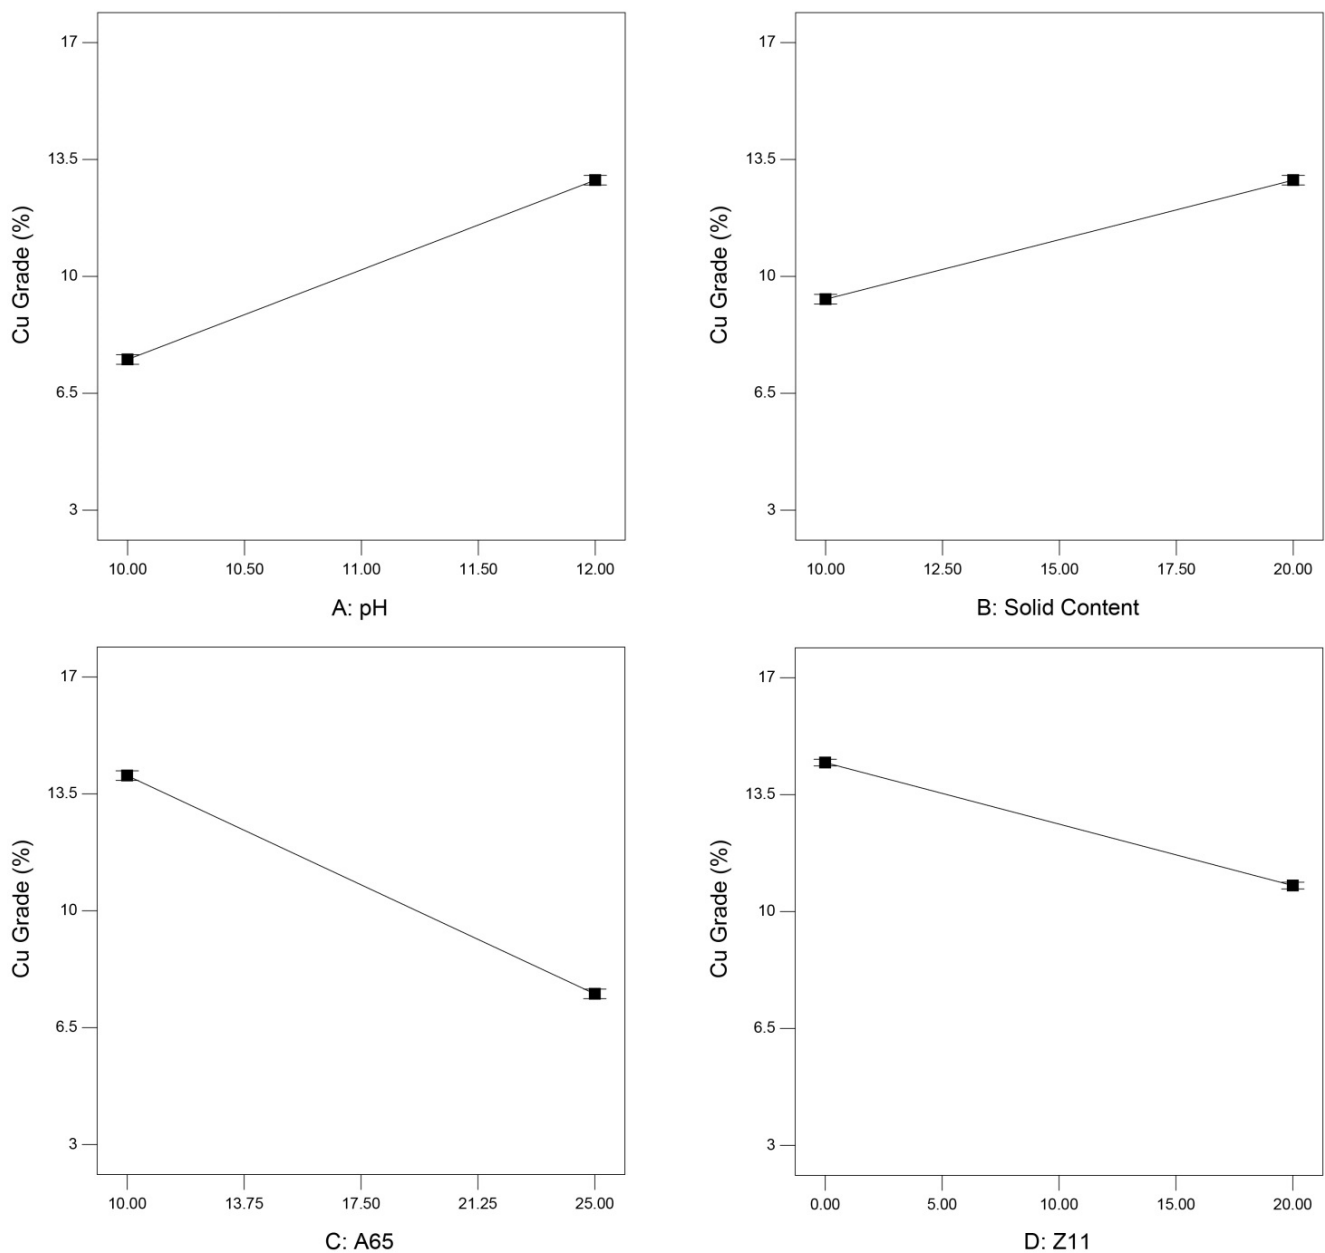 Cu Grade (%)
17
13.5
10
6.5
3
10.00 10.50 11.00 11.50 12.00
A: pH
Cu Grade (%)
17
13.5
10
6.5
3
10.00 12.50 15.00 17.50 20.00
B: Solid Content
Cu Grade (%)
17
13.5
10
6.5
3
10.00 13.75 17.50 21.25 25.00
C: A65
Cu Grade (%)
17
13.5
10
6.5
3
0.00 5.00 10.00 15.00 20.00
D: Z11